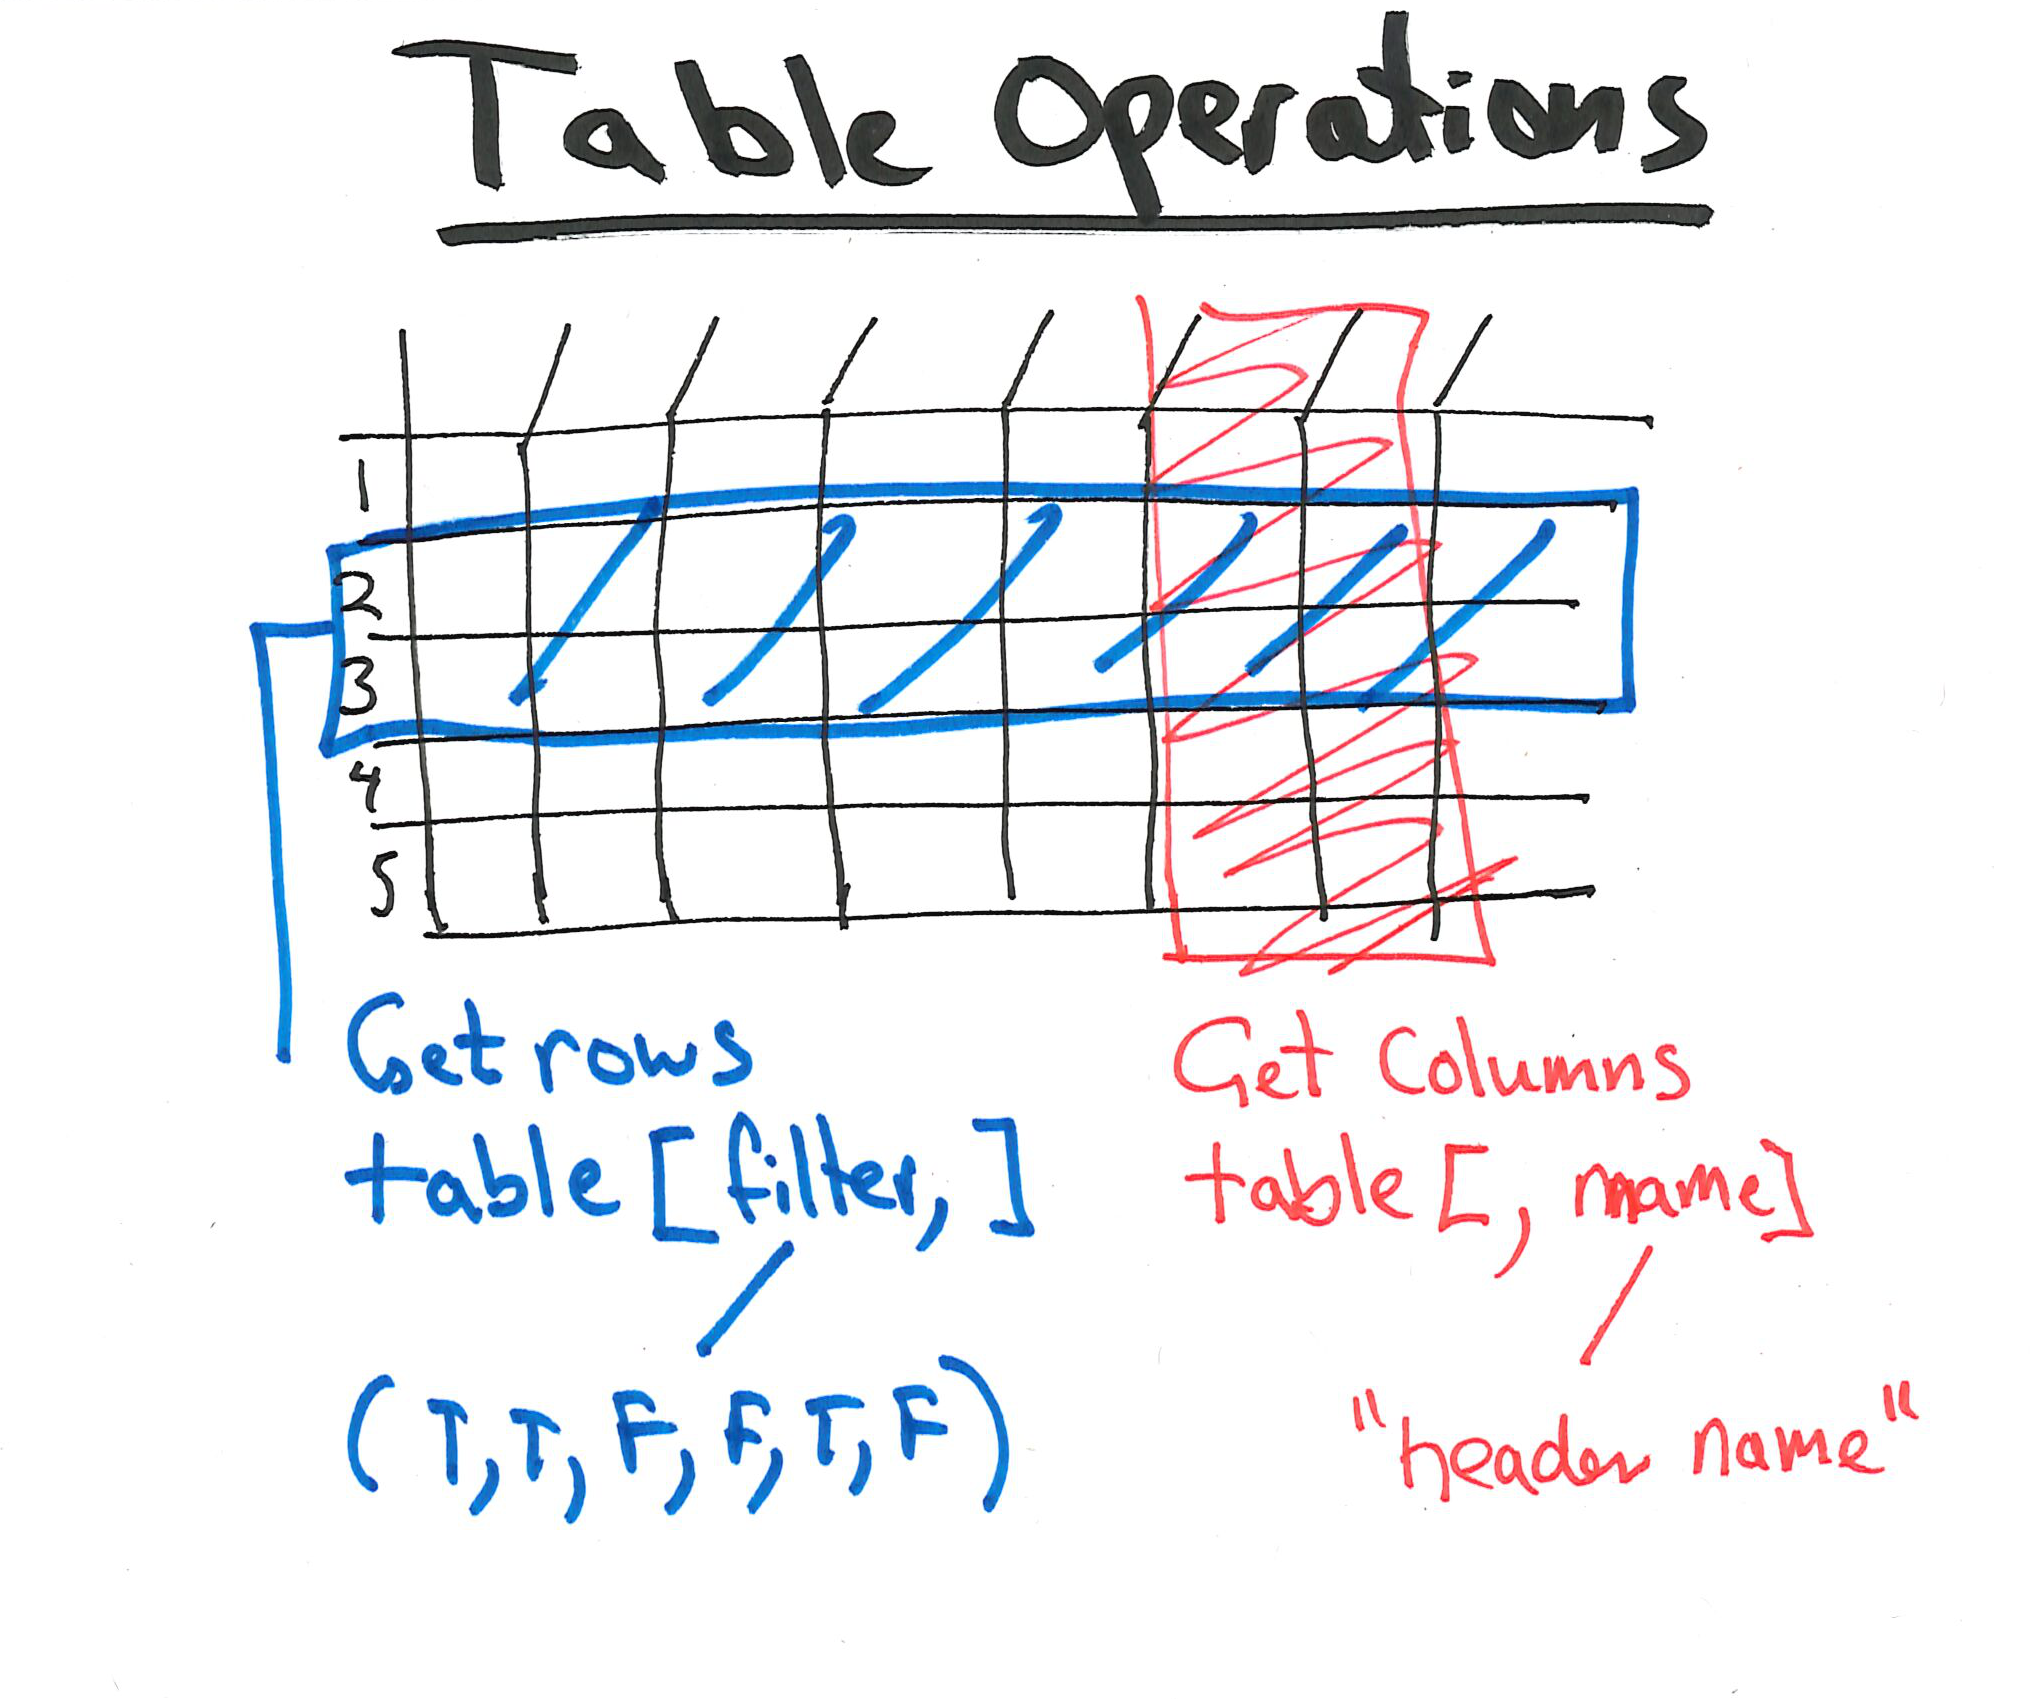 Table Operations
1
2
3
4
5
Get rows
table [filter, ]
(T, T, F, F, T, F)
Get Columns
table [, name]
"header name"